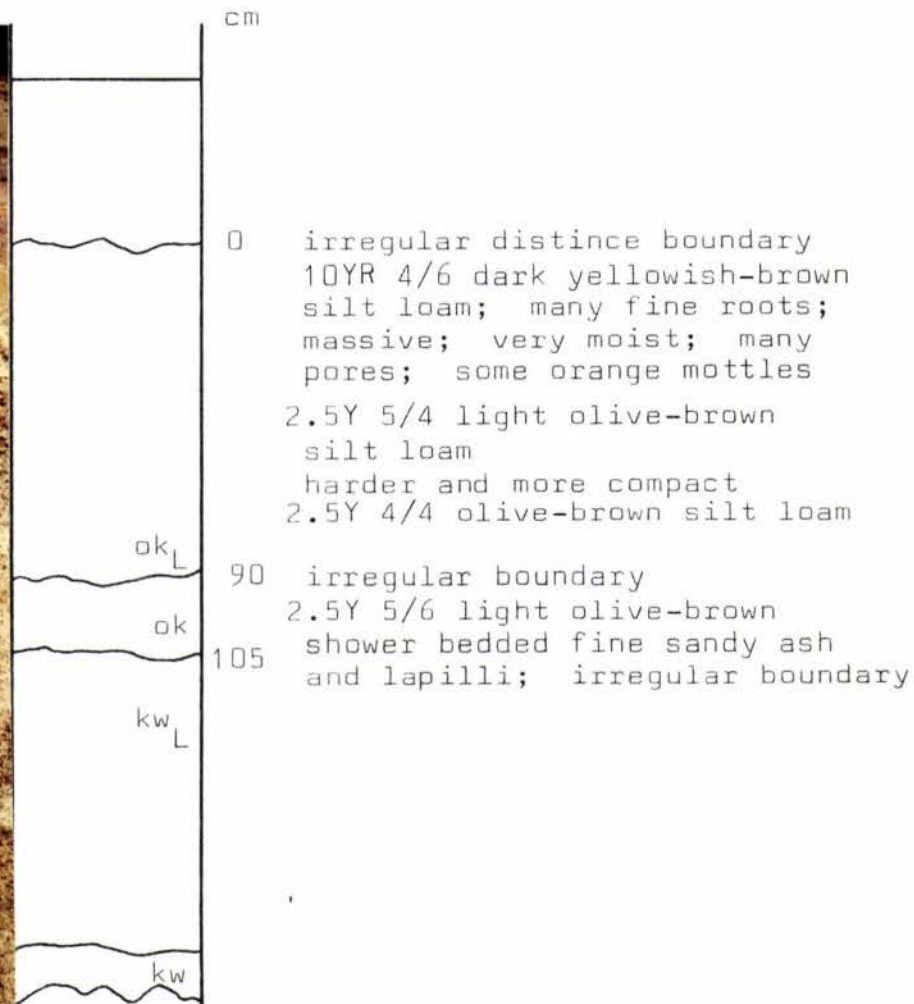 cm
0 irregular distince boundary
10YR 4/6 dark yellowish-brown
silt loam; many fine roots;
massive; very moist; many
pores; some orange mottles
2.5Y 5/4 light olive-brown
silt loam
harder and more compact
2.5Y 4/4 olive-brown silt loam
okL
90 irregular boundary
2.5Y 5/6 light olive-brown
ok
105 shower bedded fine sandy ash
and lapilli; irregular boundary
kwL
kw